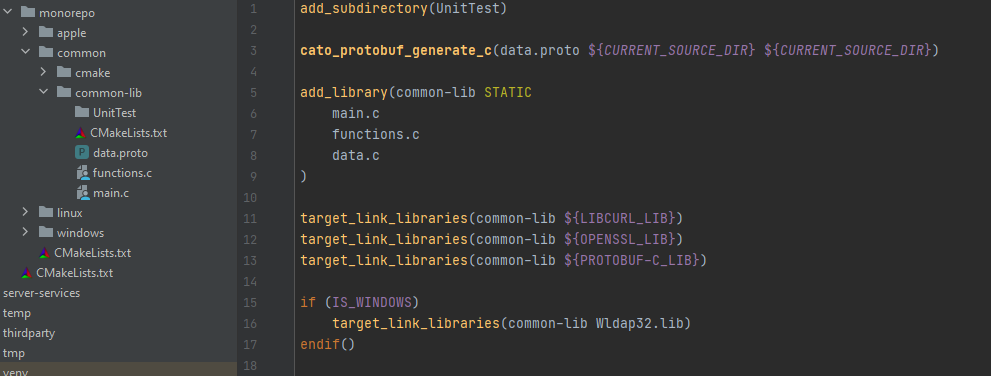 monorepo
apple
common
cmake
common-lib
UnitTest
CMakeLists.txt
data.proto
functions.c
main.c
linux
windows
CMakeLists.txt
CMakeLists.txt
server-services
temp
thirdparty
tmp
venv
1 add_subdirectory(UnitTest)
2
3 cato_protobuf_generate_c(data.proto ${CURRENT_SOURCE_DIR} ${CURRENT_SOURCE_DIR})
4
5 add_library(common-lib STATIC
6 main.c
7 functions.c
8 data.c
9 )
10
11 target_link_libraries(common-lib ${LIBCURL_LIB})
12 target_link_libraries(common-lib ${OPENSSL_LIB})
13 target_link_libraries(common-lib ${PROTOBUF-C_LIB})
14
15 if (IS_WINDOWS)
16 target_link_libraries(common-lib Wldap32.lib)
17 endif()
18